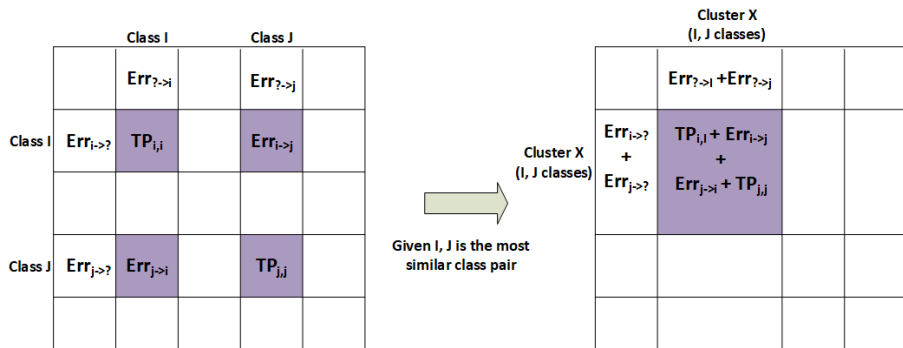 Class I
Class J
Err?->i
Err?->j
Class I
Erri->?
TPi,i
Erri->j
Class J
Errj->?
Errj->i
TPj,j
Given I, J is the most
similar class pair
Cluster X
(I, J classes)
Err?->I +Err?->j
Cluster X
(I, J classes)
Erri->?
+
Errj->?
TPi,I + Erri->j
+
Errj->i + TPj,j